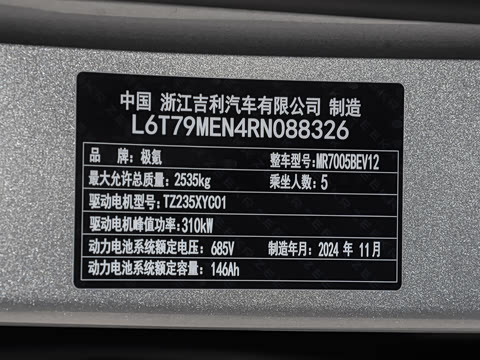 中国 浙江吉利汽车有限公司 制造
L6T79MEN4RN088326
品 牌：极氪 整车型号：MR7005BEV12
最大允许总质量：2535kg 乘坐人数：5
驱动电机型号：TZ235XYC01
驱动电机峰值功率：310kW
动力电池系统额定电压：685V 制造年月：2024 年 11月
动力电池系统额定容量：146Ah